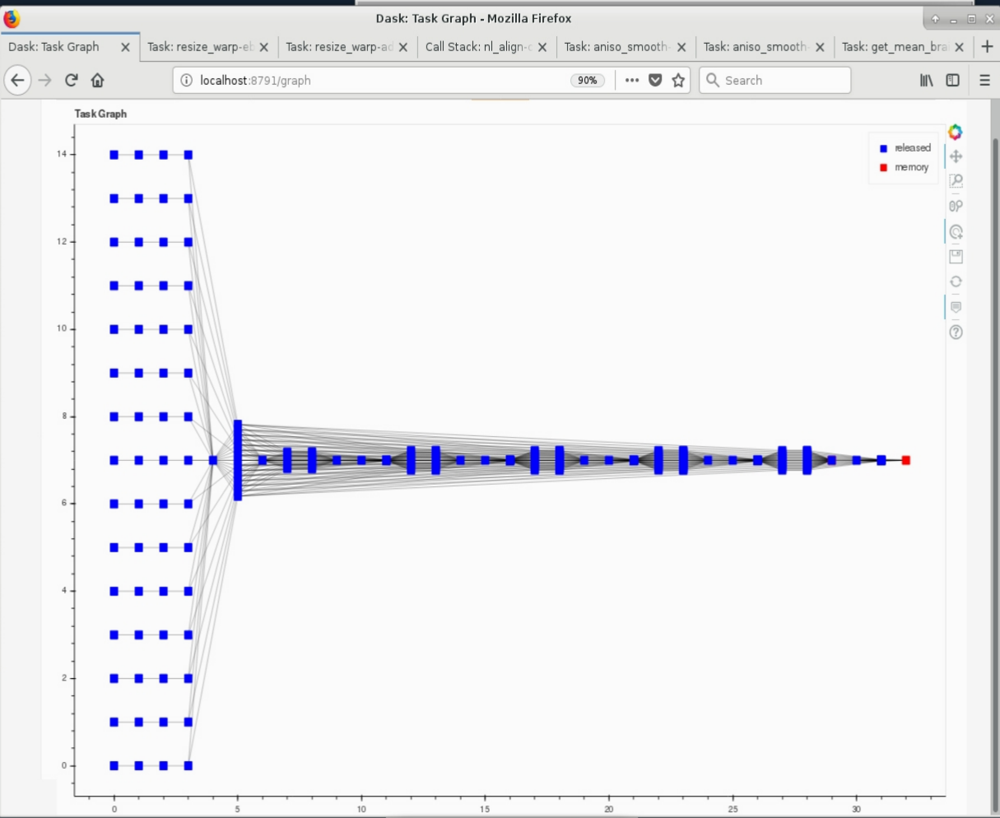 Dask: Task Graph - Mozilla Firefox
Dask: Task Graph
Task: resize_warp-eb
Task: resize_warp-ad
Call Stack: nl_align-c
Task: aniso_smooth-
Task: aniso_smooth-
Task: get_mean_bra
localhost:8791/graph
90%
Search
Task Graph
released
memory
14
12
10
8
6
4
2
0
0 5 10 15 20 25 30